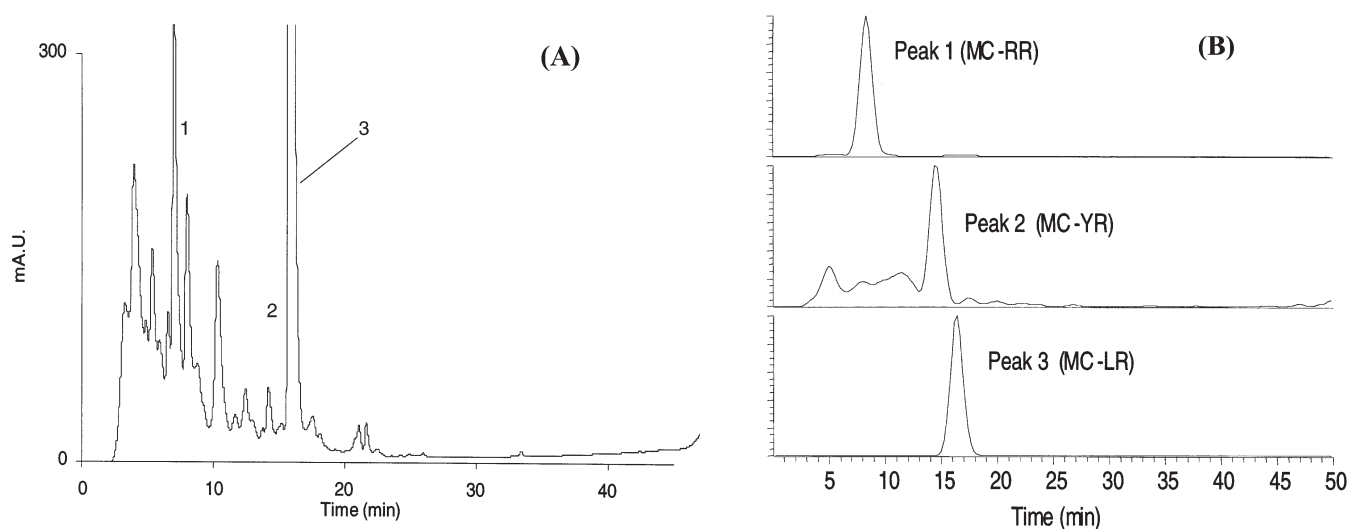 300
(A)
1
3
mA.U.
2
0
0 10 20 30 40
Time (min)
(B)
Peak 1 (MC-RR)
Peak 2 (MC-YR)
Peak 3 (MC-LR)
5 10 15 20 25 30 35 40 45 50
Time (min)